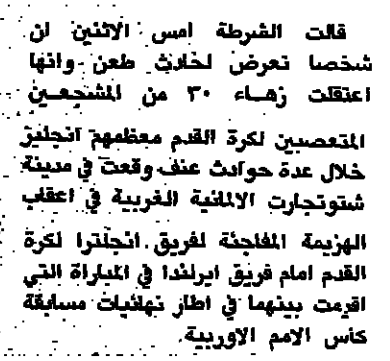 قالت الشرطة امس الاثنين ان
شخصا تعرض لحادث طعن وانها
اعتقلت زهاء ٣٠ من المشجعين
المتعصبين لكرة القدم معظمهم انجليز
خلال عدة حوادث عنف وقعت في مدينة
شتوتجارت الالمانية الغربية في اعقاب
الهزيمة المفاجئة لفريق انجلترا لكرة
القدم امام فريق ايرلندا في المباراة التي
اقيمت بينهما في اطار نهائيات مسابقة
كأس الامم الاوربية.